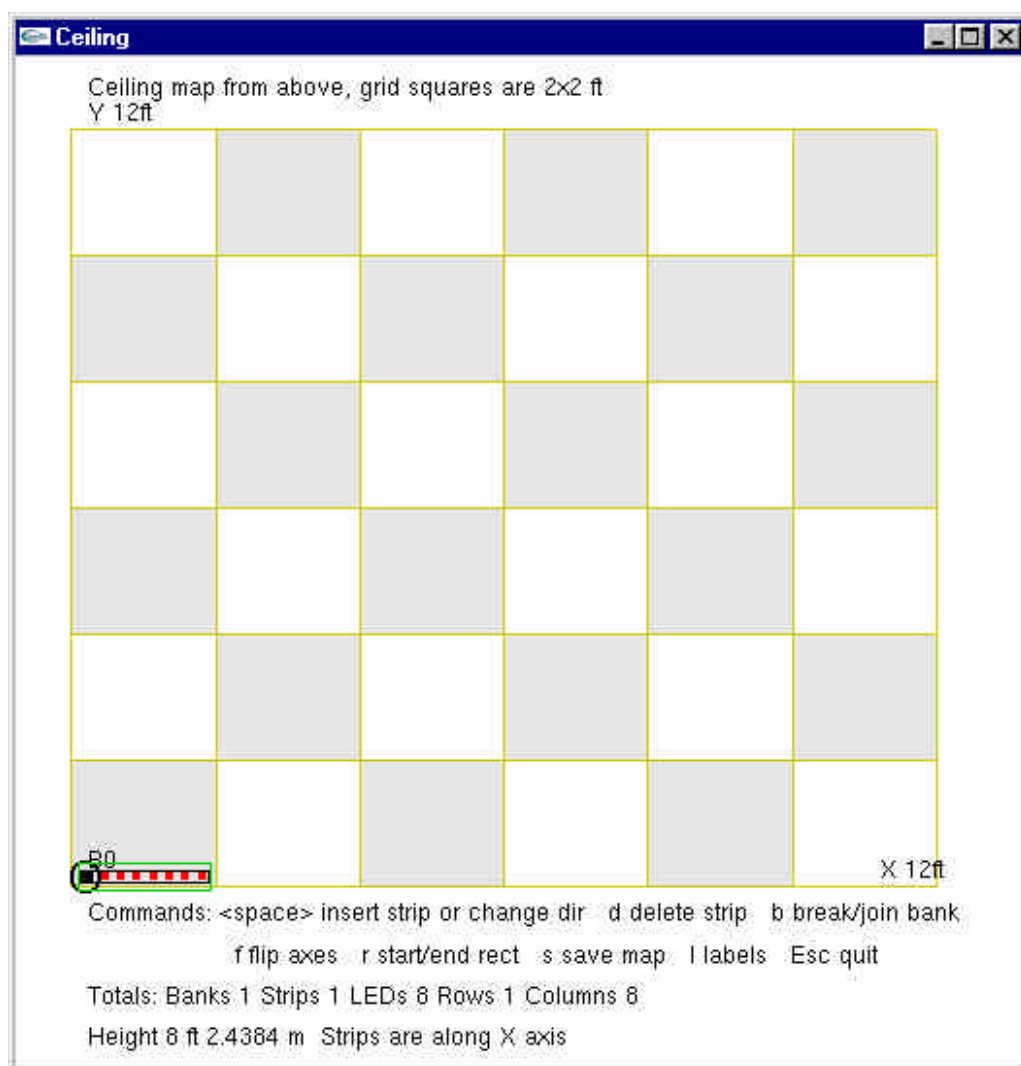 Ceiling
Ceiling map from above, grid squares are 2x2 ft
Y 12ft
B0
X 12ft
Commands: <space> insert strip or change dir d delete strip b break/join bank
f flip axes r start/end rect s save map l labels Esc quit
Totals: Banks 1 Strips 1 LEDs 8 Rows 1 Columns 8
Height 8 ft 2.4384 m Strips are along X axis